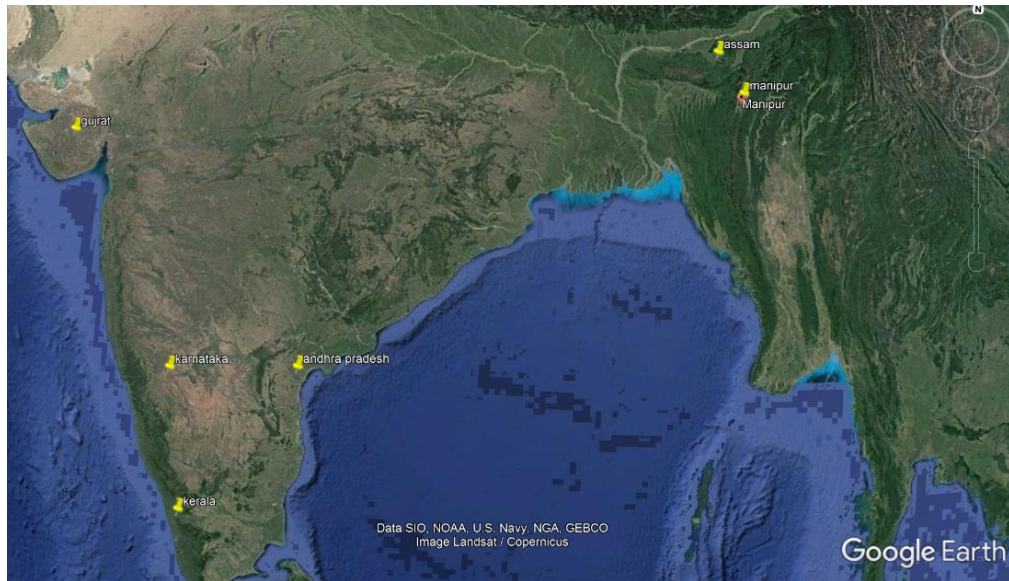 N
assam
manipur
Manipur
gujrat
karnataka
andhra pradesh
kerala
Data SIO, NOAA, U.S. Navy, NGA, GEBCO
Image Landsat / Copernicus
Google Earth